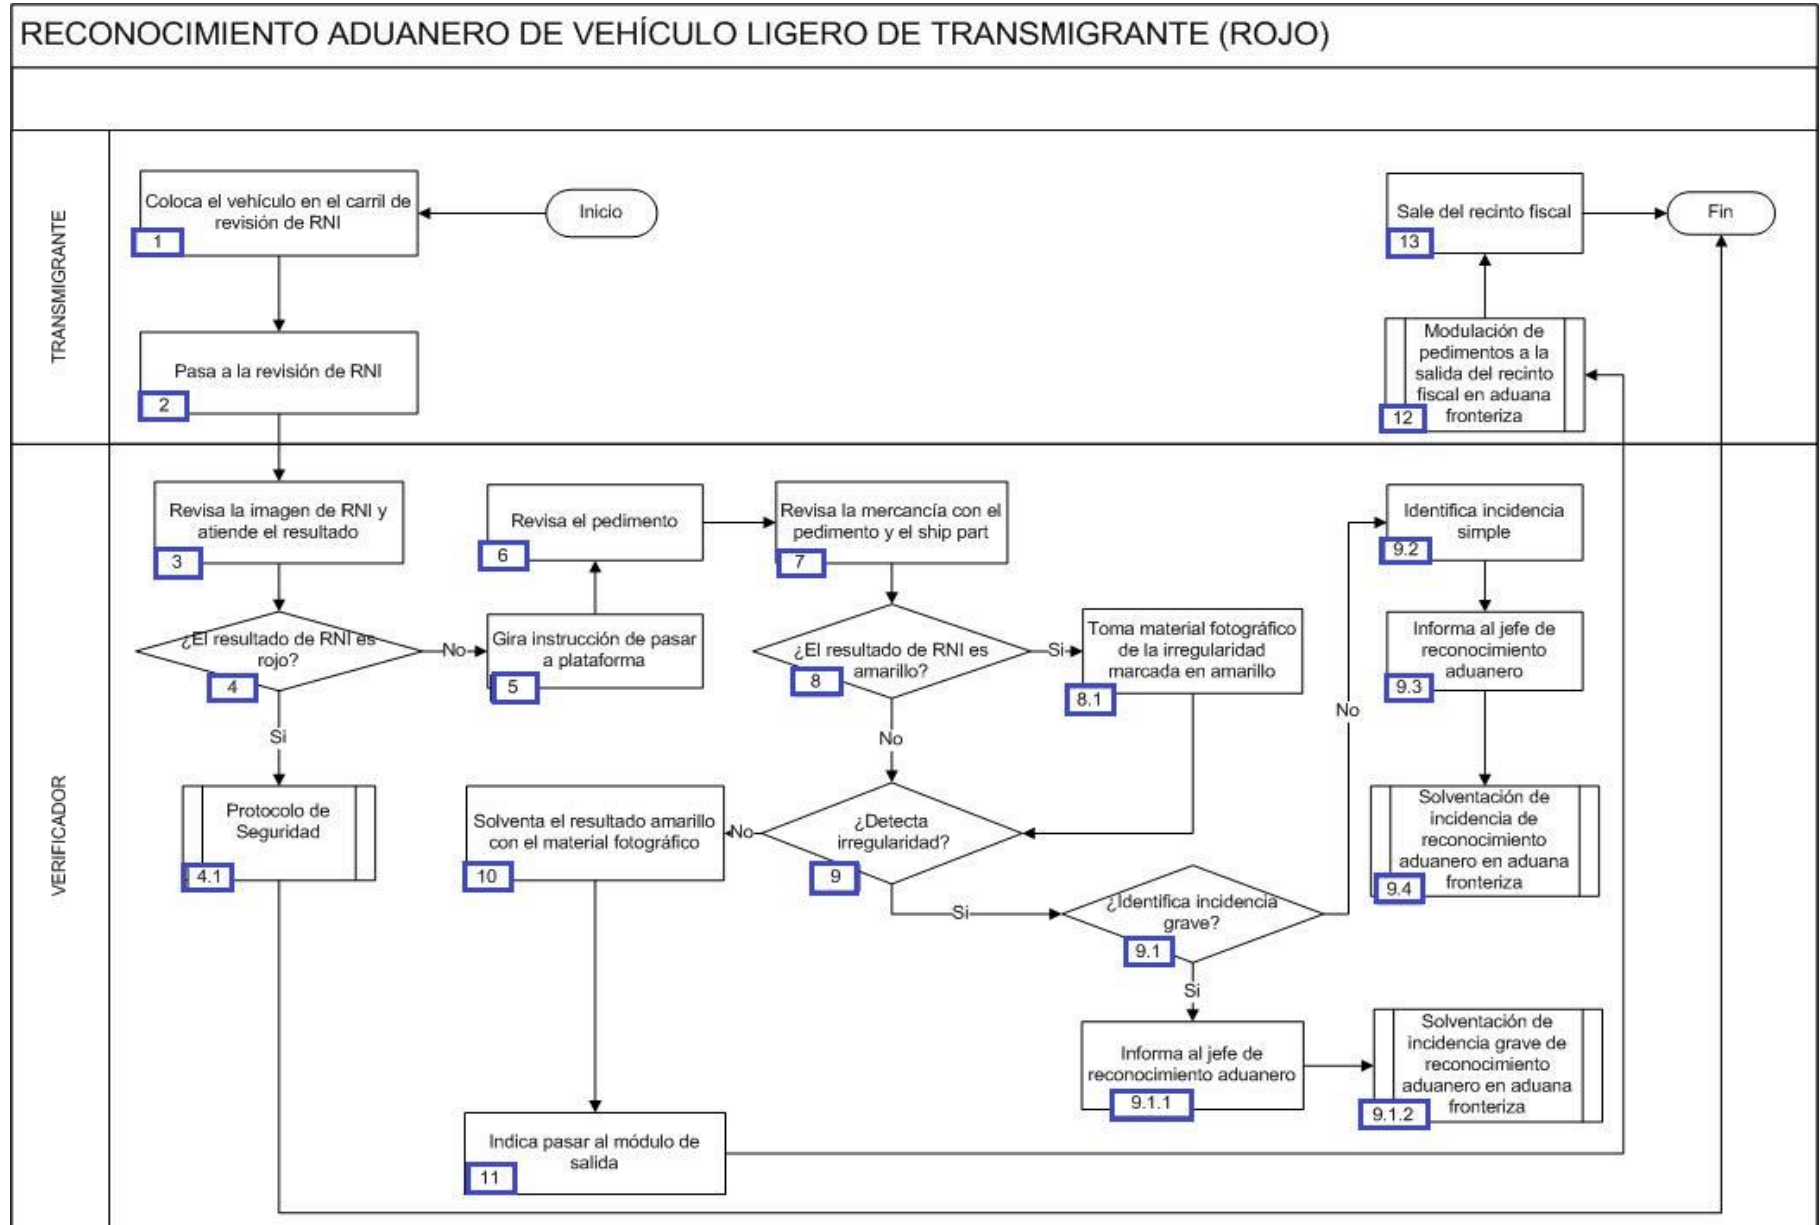 RECONOCIMIENTO ADUANERO DE VEHÍCULO LIGERO DE TRANSMIGRANTE (ROJO)
TRANSMIGRANTE
Coloca el vehículo en el carril de
revisión de RNI
1
Inicio
Pasa a la revisión de RNI
2
Sale del recinto fiscal
13
Fin
Modulación de
pedimentos a la
salida del recinto
fiscal en aduana
fronteriza
12
VERIFICADOR
Revisa la imagen de RNI y
atiende el resultado
3
¿El resultado de RNI es
rojo?
4
No
Si
Protocolo de
Seguridad
4.1
Gira instrucción de pasar
a plataforma
5
Revisa el pedimento
6
Revisa la mercancía con el
pedimento y el ship part
7
¿El resultado de RNI es
amarillo?
8
Si
No
Toma material fotográfico
de la irregularidad
marcada en amarillo
8.1
¿Detecta
irregularidad?
9
No
Si
Solventa el resultado amarillo
con el material fotográfico
10
Indica pasar al módulo de
salida
11
¿Identifica incidencia
grave?
9.1
No
Si
Informa al jefe de
reconocimiento aduanero
9.1.1
Solventación de
incidencia grave de
reconocimiento
aduanero en aduana
fronteriza
9.1.2
Identifica incidencia
simple
9.2
Informa al jefe de
reconocimiento
aduanero
9.3
Solventación de
incidencia de
reconocimiento
aduanero en aduana
fronteriza
9.4